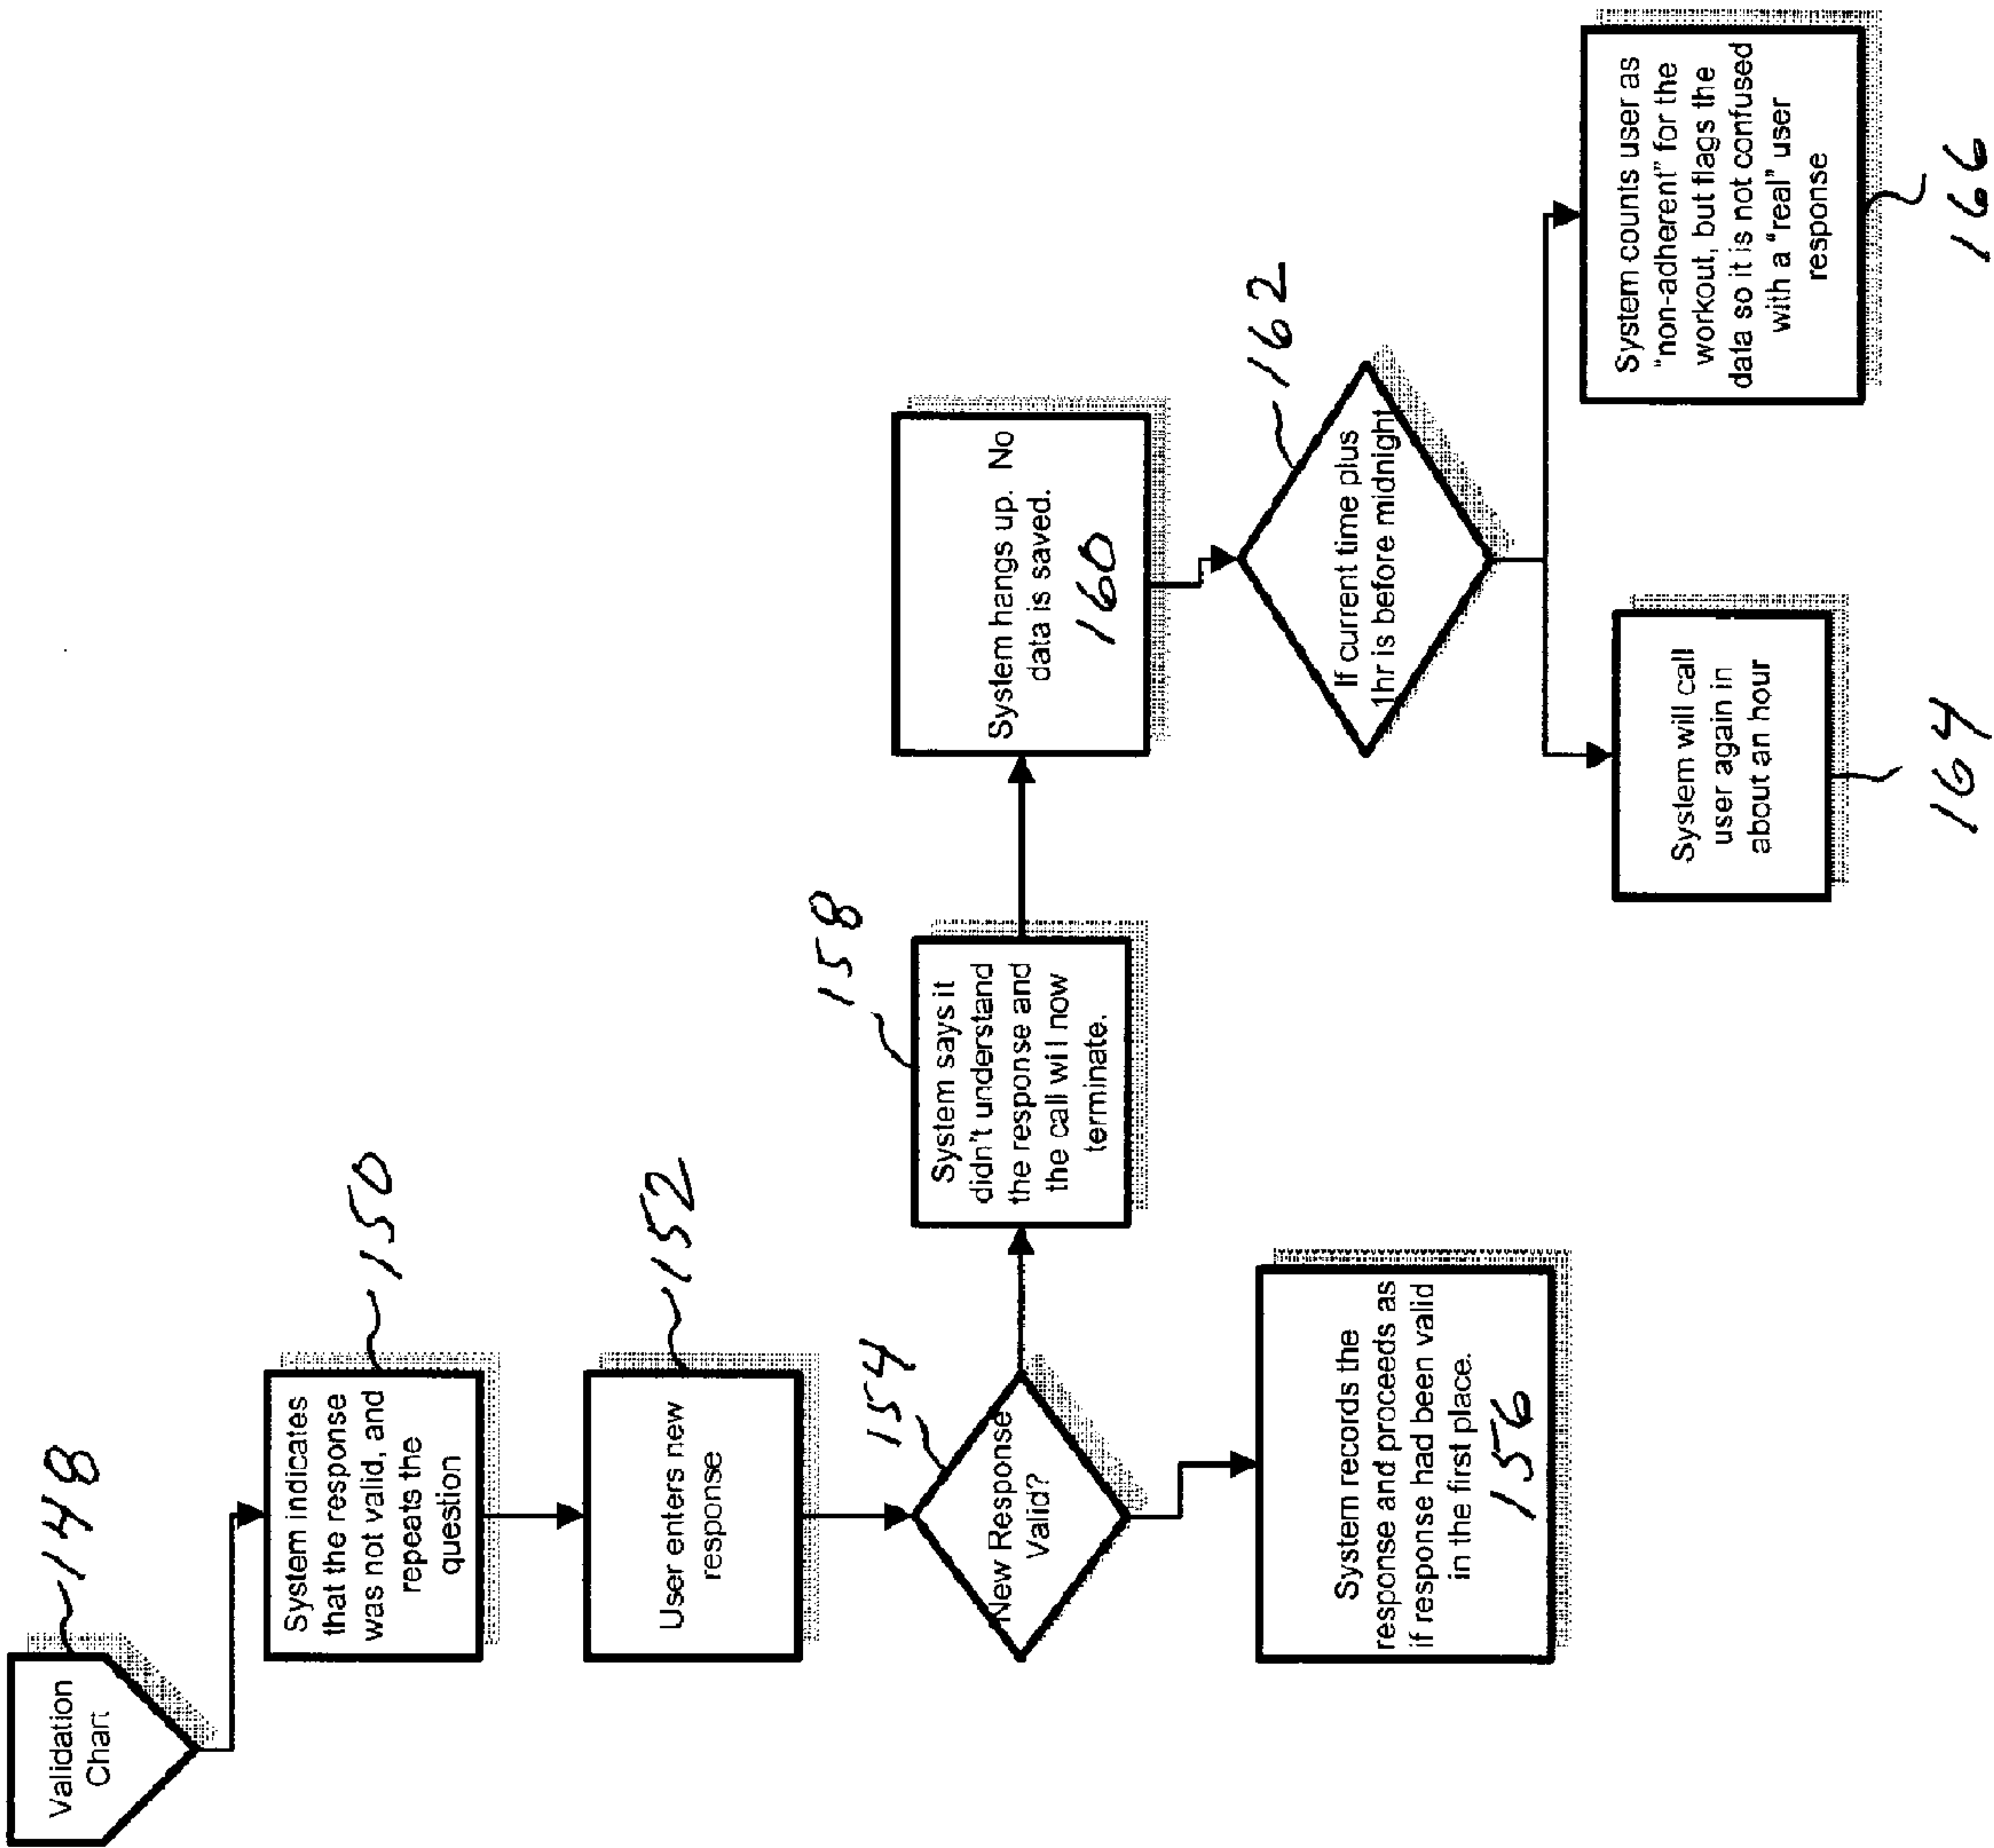 Validation
Chart
148
System indicates
that the response
was not valid, and
repeats the
question
150
User enters new
response
152
New Response
Valid?
154
System records the
response and proceeds as
if response had been valid
in the first place.
156
System says it
didn't understand
the response and
the call will now
terminate.
158
System hangs up. No
data is saved.
160
If current time plus
1hr is before midnight
162
System will call
user again in
about an hour
164
System counts user as
"non-adherent" for the
workout, but flags the
data so it is not confused
with a "real" user
response
166